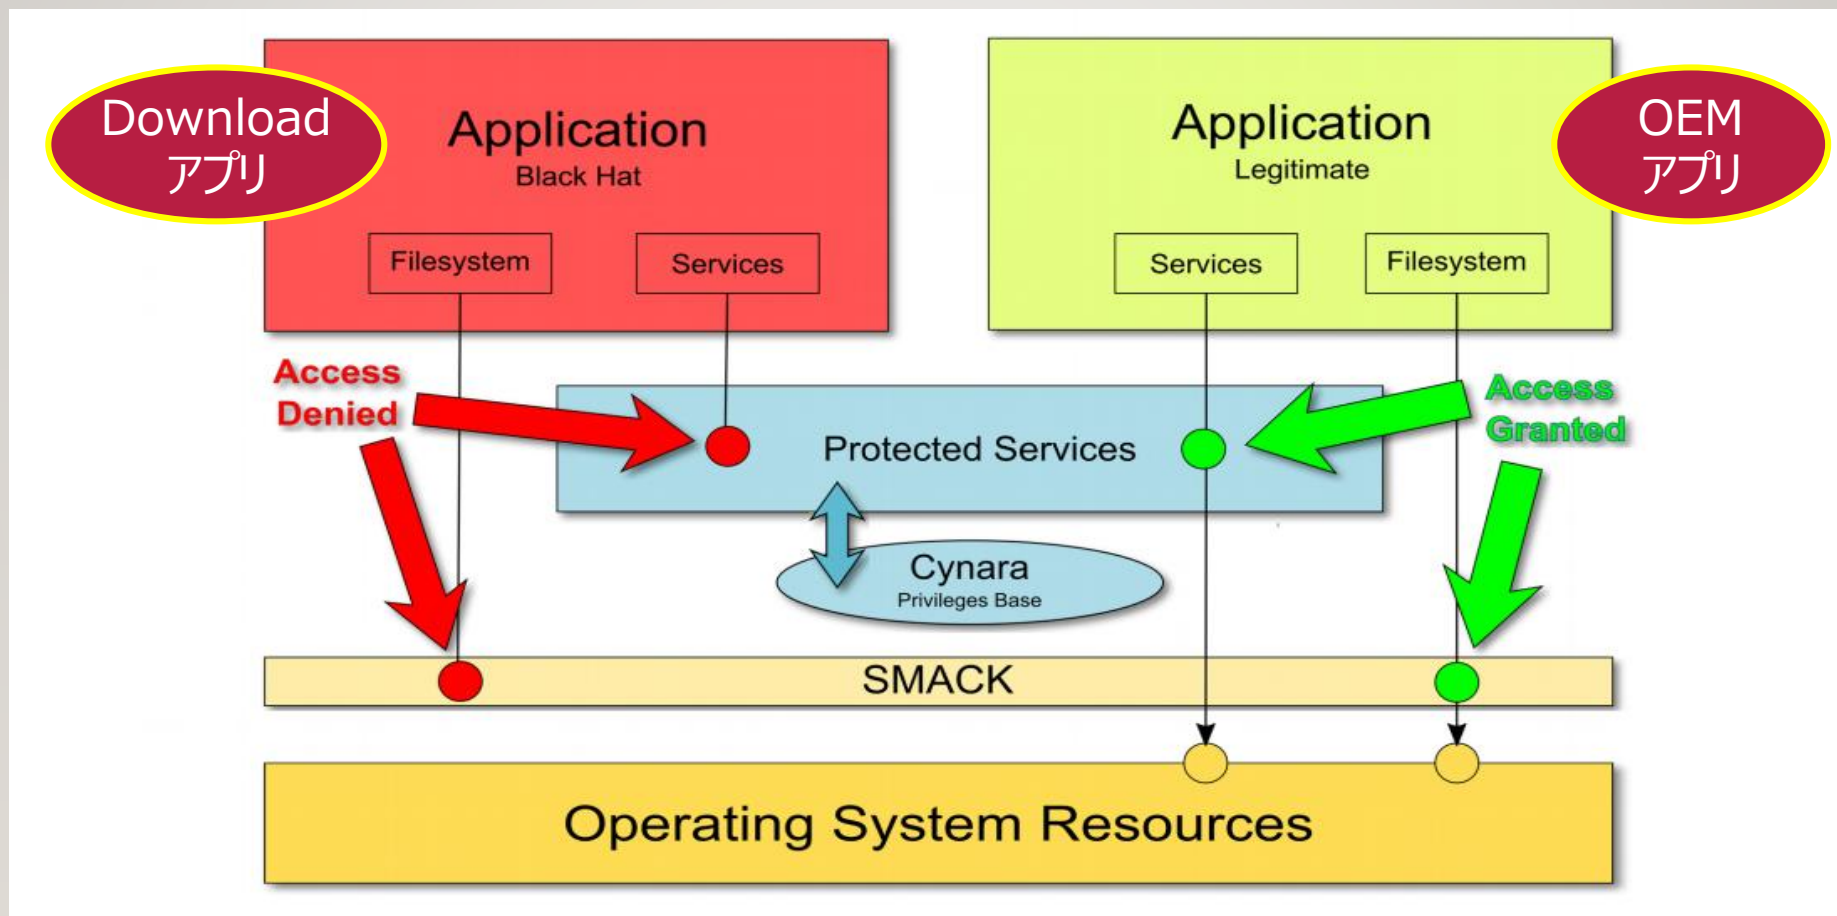 Download
アプリ
Application
Black Hat
Filesystem
Services
Application
Legitimate
Services
Filesystem
OEM
アプリ
Access
Denied
Access
Granted
Protected Services
Cynara
Privileges Base
SMACK
Operating System Resources